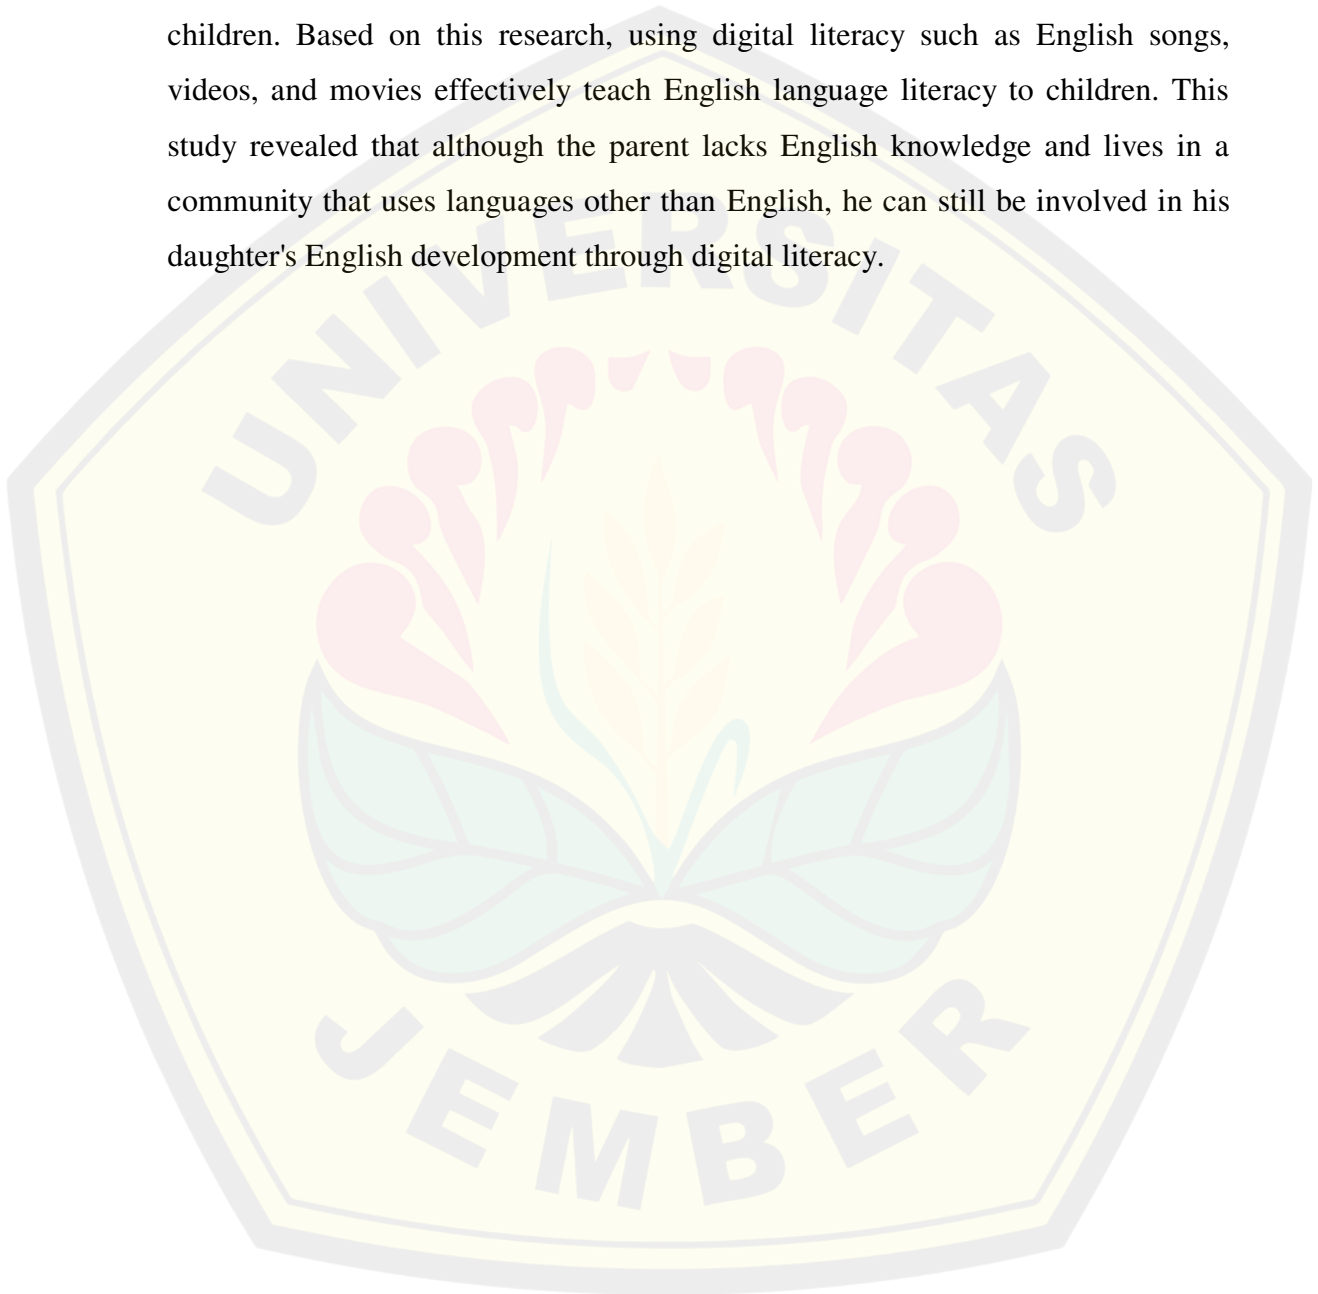 children. Based on this research, using digital literacy such as English songs,
videos, and movies effectively teach English language literacy to children. This
study revealed that although the parent lacks English knowledge and lives in a
community that uses languages other than English, he can still be involved in his
daughter's English development through digital literacy.
UNIVERSITAS
JEMBER